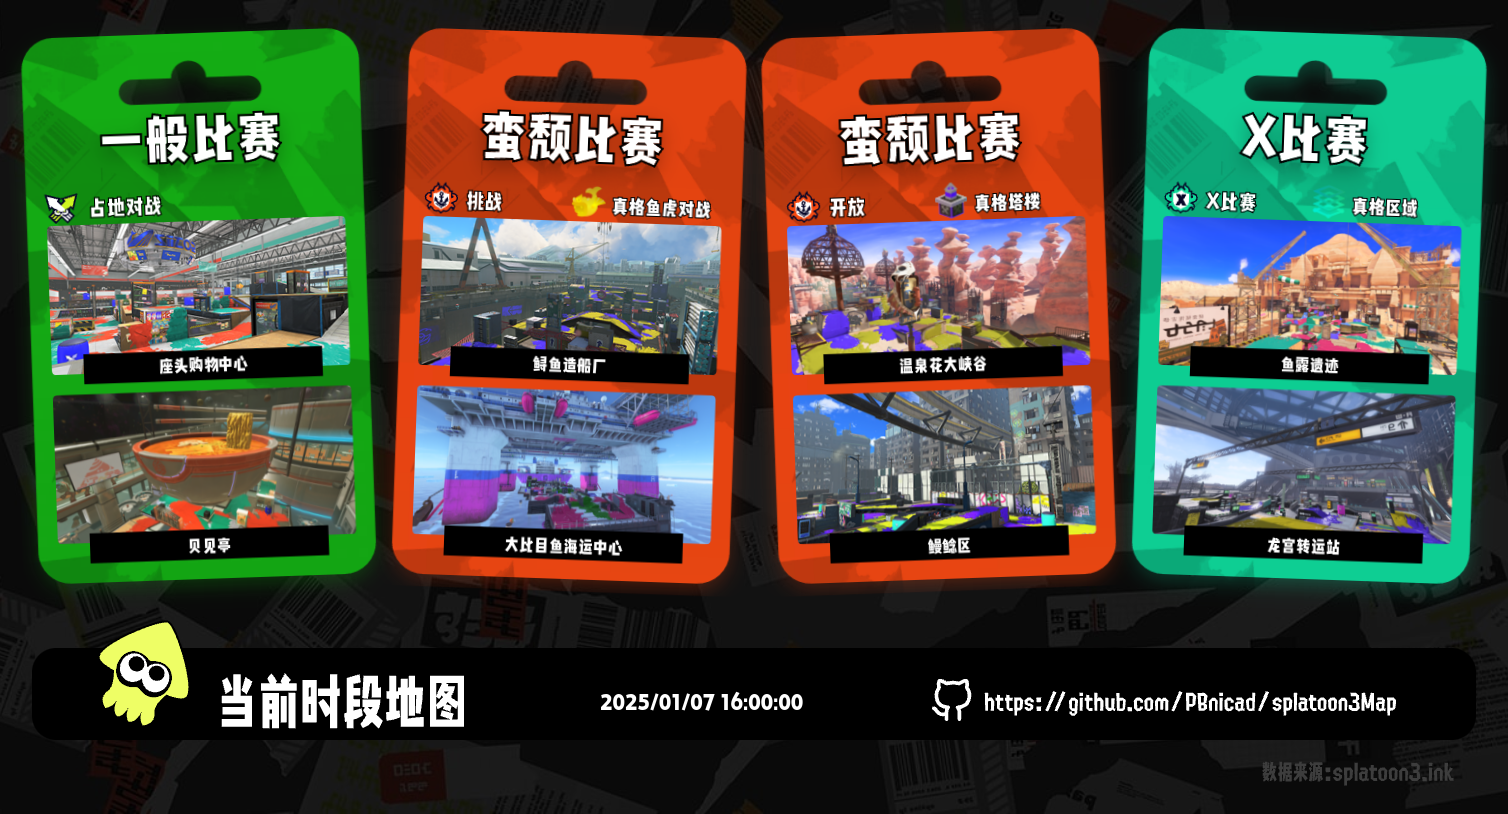 一般比赛
占地对战
座头购物中心
贝见亭
蛮颓比赛
挑战
真格鱼虎对战
鲟鱼造船厂
大比目鱼海运中心
蛮颓比赛
开放
真格塔楼
温泉花大峡谷
鳗鲶区
X比赛
X比赛
真格区域
鱼露遗迹
龙宫转运站
当前时段地图
2025/01/07 16:00:00
https://github.com/PBnicad/splatoon3Map
数据来源:splatoon3.ink